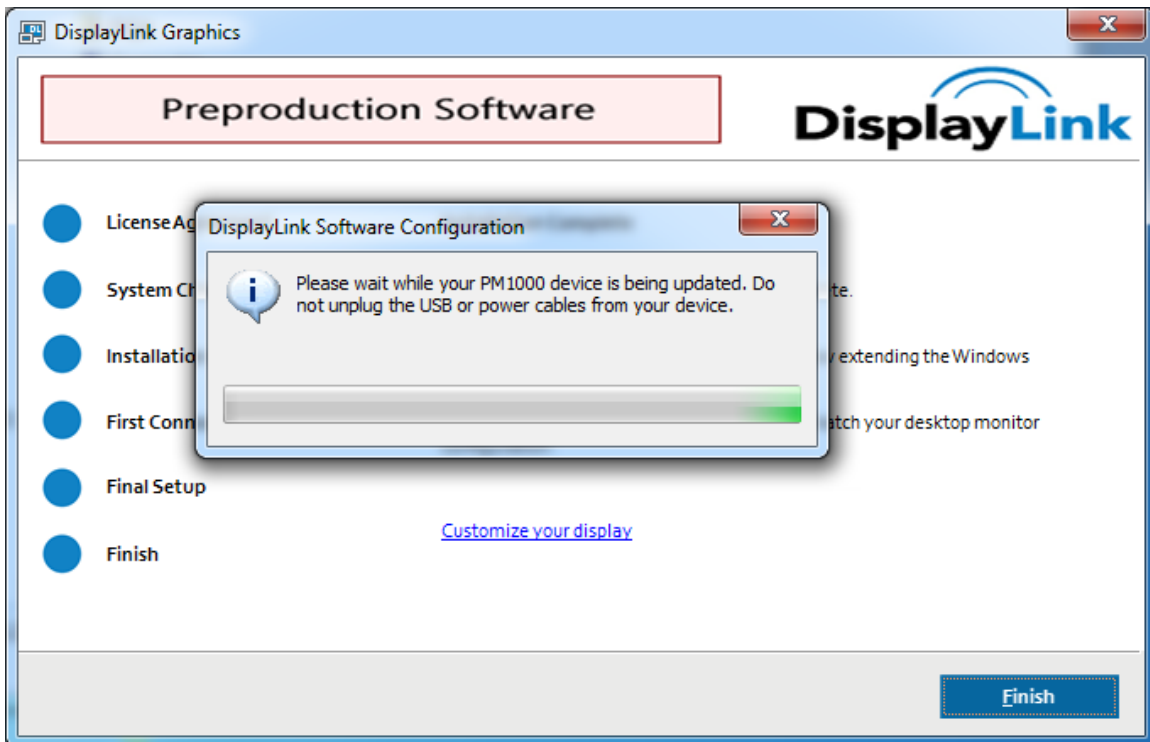 DisplayLink Graphics
Preproduction Software
DisplayLink
License Ag
DisplayLink Software Configuration
System Ch
Please wait while your PM1000 device is being updated. Do
not unplug the USB or power cables from your device.
te.
Installatio
extending the Windows
First Conn
atch your desktop monitor
Final Setup
Customize your display
Finish
Finish